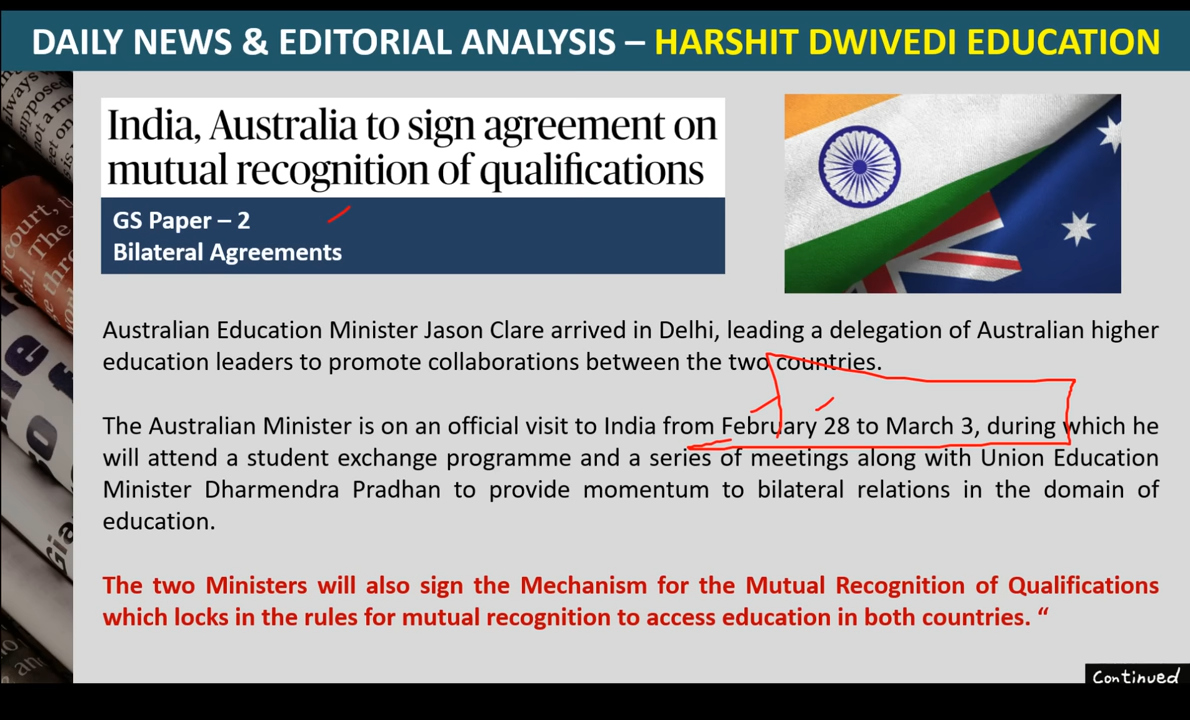 DAILY NEWS & EDITORIAL ANALYSIS – HARSHIT DWIVEDI EDUCATION
India, Australia to sign agreement on
mutual recognition of qualifications
GS Paper – 2
Bilateral Agreements
Australian Education Minister Jason Clare arrived in Delhi, leading a delegation of Australian higher
education leaders to promote collaborations between the two countries.
The Australian Minister is on an official visit to India from February 28 to March 3, during which he
will attend a student exchange programme and a series of meetings along with Union Education
Minister Dharmendra Pradhan to provide momentum to bilateral relations in the domain of
education.
The two Ministers will also sign the Mechanism for the Mutual Recognition of Qualifications
which locks in the rules for mutual recognition to access education in both countries. “
Continued